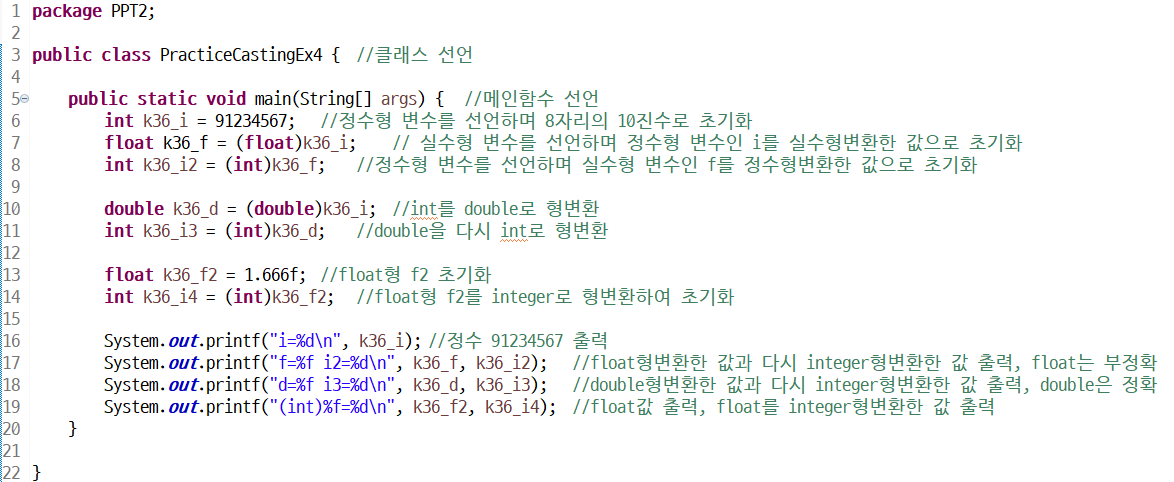 1 package PPT2;
2
3 public class PracticeCastingEx4 { //클래스 선언
4
5 public static void main(String[] args) { //메인함수 선언
6 int k36_i = 91234567; //정수형 변수를 선언하며 8자리의 10진수로 초기화
7 float k36_f = (float)k36_i; // 실수형 변수를 선언하며 정수형 변수인 i를 실수형변환한 값으로 초기화
8 int k36_i2 = (int)k36_f; //정수형 변수를 선언하며 실수형 변수인 f를 정수형변환한 값으로 초기화
9
10 double k36_d = (double)k36_i; //int를 double로 형변환
11 int k36_i3 = (int)k36_d; //double을 다시 int로 형변환
12
13 float k36_f2 = 1.666f; //float형 f2 초기화
14 int k36_i4 = (int)k36_f2; //float형 f2를 integer로 형변환하여 초기화
15
16 System.out.printf("i=%d\n", k36_i); //정수 91234567 출력
17 System.out.printf("f=%f i2=%d\n", k36_f, k36_i2); //float형변환한 값과 다시 integer형변환한 값 출력, float는 부정확
18 System.out.printf("d=%f i3=%d\n", k36_d, k36_i3); //double형변환한 값과 다시 integer형변환한 값 출력, double은 정확
19 System.out.printf("(int)%f=%d\n", k36_f2, k36_i4); //float값 출력, float를 integer형변환한 값 출력
20 }
21
22 }